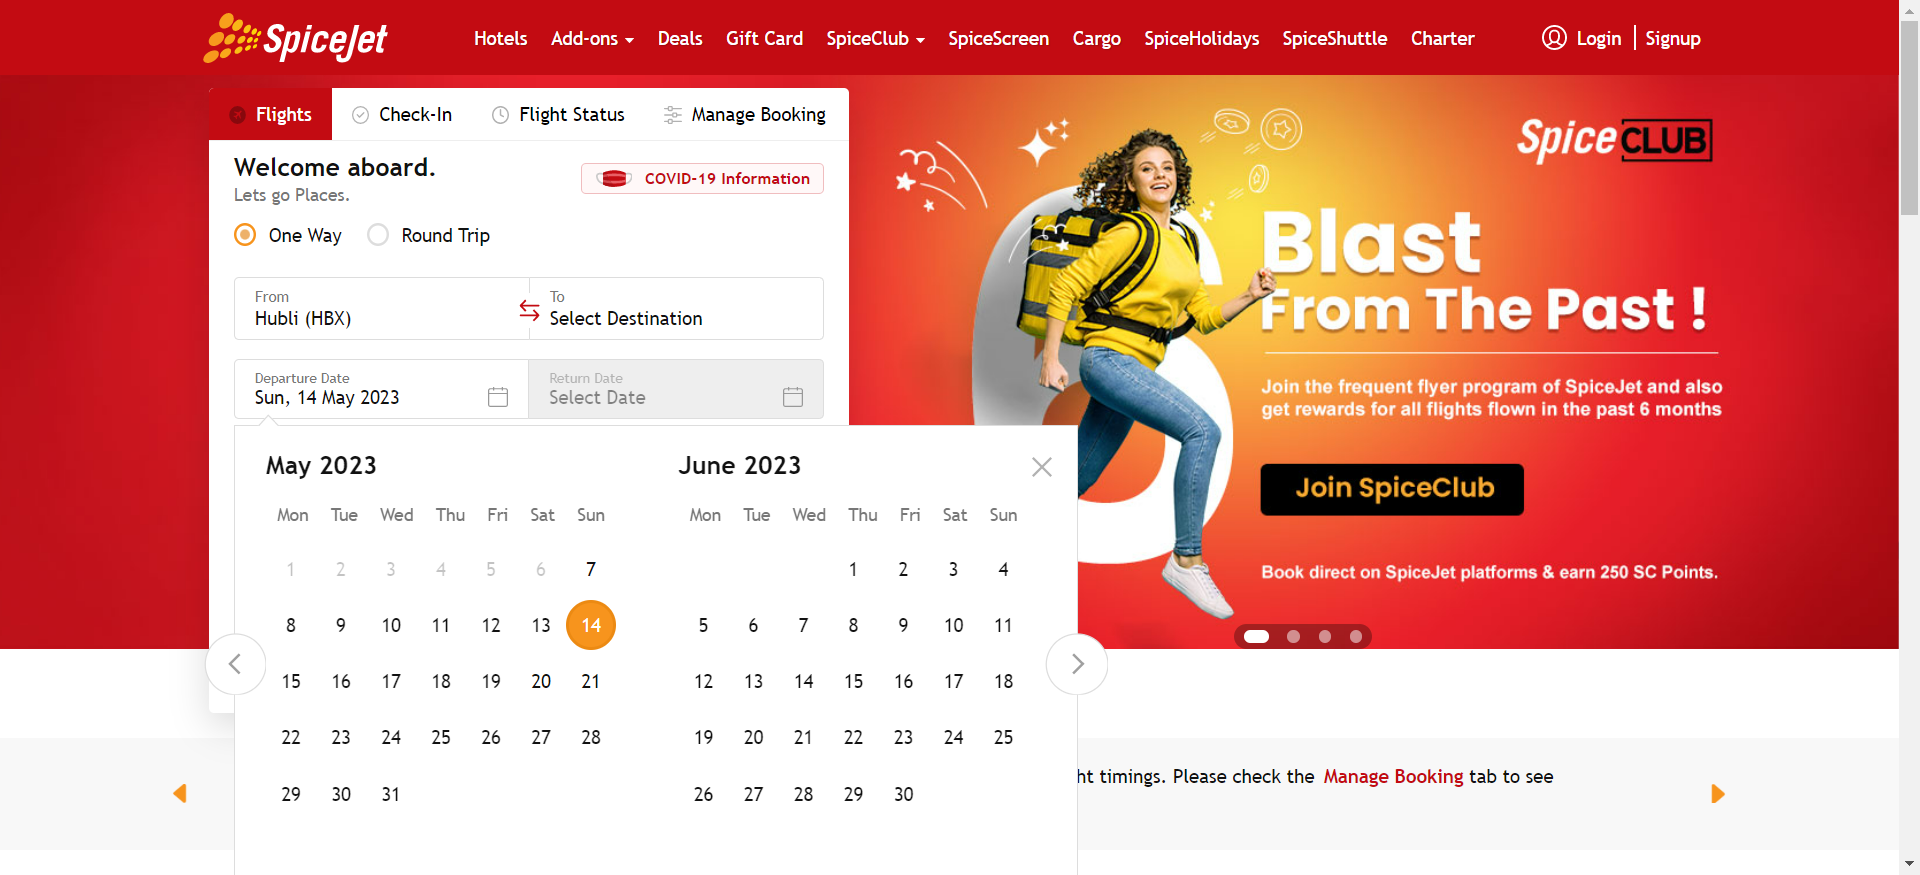 SpiceJet
Hotels Add-ons Deals Gift Card SpiceClub SpiceScreen Cargo SpiceHolidays SpiceShuttle Charter Login Signup
Flights Check-In Flight Status Manage Booking
Welcome aboard.
Lets go Places.
COVID-19 Information
One Way Round Trip
From
Hubli (HBX)
To
Select Destination
Departure Date
Sun, 14 May 2023
Return Date
Select Date
May 2023
Mon Tue Wed Thu Fri Sat Sun
1 2 3 4 5 6 7
8 9 10 11 12 13 14
15 16 17 18 19 20 21
22 23 24 25 26 27 28
29 30 31
June 2023
Mon Tue Wed Thu Fri Sat Sun
1 2 3 4
5 6 7 8 9 10 11
12 13 14 15 16 17 18
19 20 21 22 23 24 25
26 27 28 29 30
Spice CLUB
Blast
From The Past !
Join the frequent flyer program of SpiceJet and also
get rewards for all flights flown in the past 6 months
Join SpiceClub
Book direct on SpiceJet platforms & earn 250 SC Points.
ht timings. Please check the Manage Booking tab to see